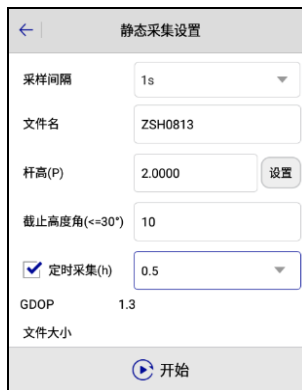 静态采集设置
采样间隔 1s
文件名 ZSH0813
杆高(P) 2.0000 设置
截止高度角(<=30°) 10
定时采集(h) 0.5
GDOP 1.3
文件大小
开始